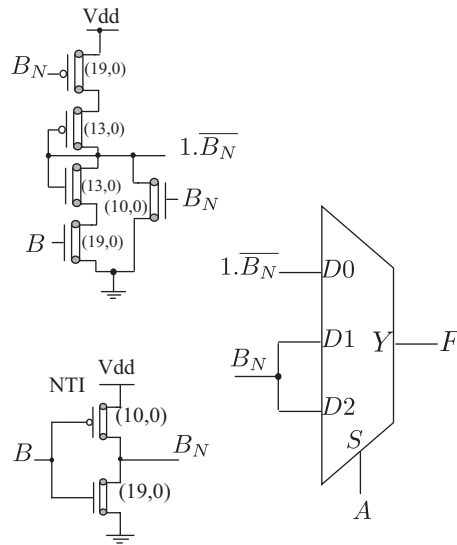 Vdd
B_N
(19,0)
(13,0)
1.\overline{B_N}
(13,0)
(10,0)
B_N
B
(19,0)
1.\overline{B_N}
D0
B_N
D1
Y
F
D2
S
A
NTI
Vdd
(10,0)
B
B_N
(19,0)